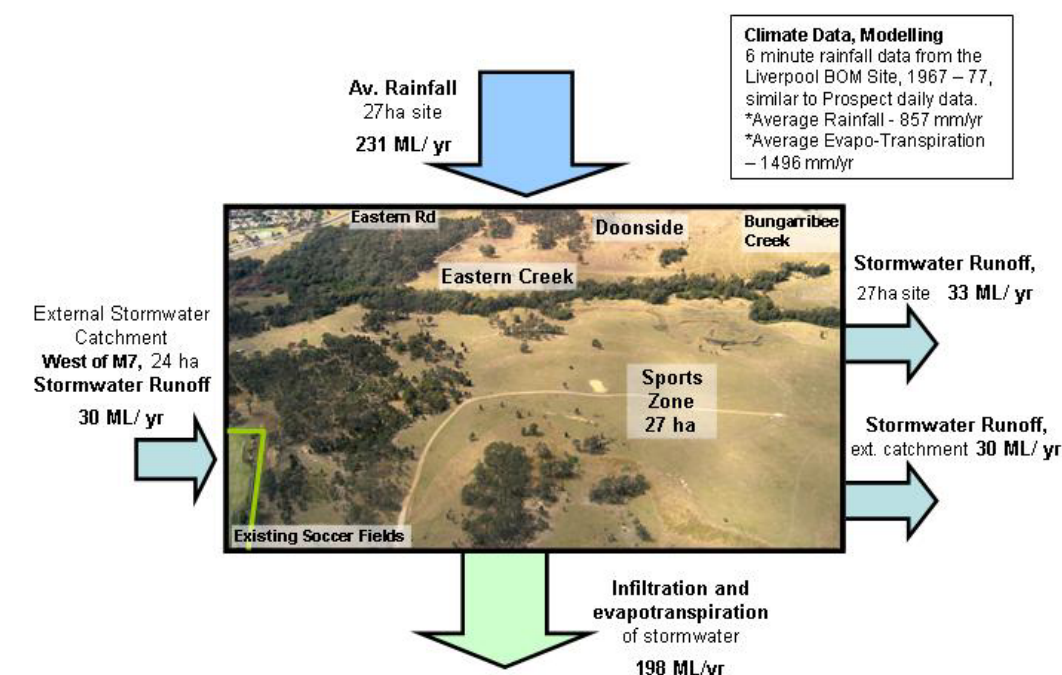 Climate Data, Modelling
6 minute rainfall data from the
Liverpool BOM Site, 1967 – 77,
similar to Prospect daily data.
*Average Rainfall - 857 mm/yr
*Average Evapo-Transpiration
– 1496 mm/yr
Av. Rainfall
27ha site
231 ML/ yr
Eastern Rd
Doonside
Bungarribee
Creek
Eastern Creek
Stormwater Runoff,
27ha site 33 ML/ yr
External Stormwater
Catchment
West of M7, 24 ha
Stormwater Runoff
30 ML/ yr
Sports
Zone
27 ha
Stormwater Runoff,
ext. catchment 30 ML/ yr
Existing Soccer Fields
Infiltration and
evapotranspiration
of stormwater
198 ML/yr